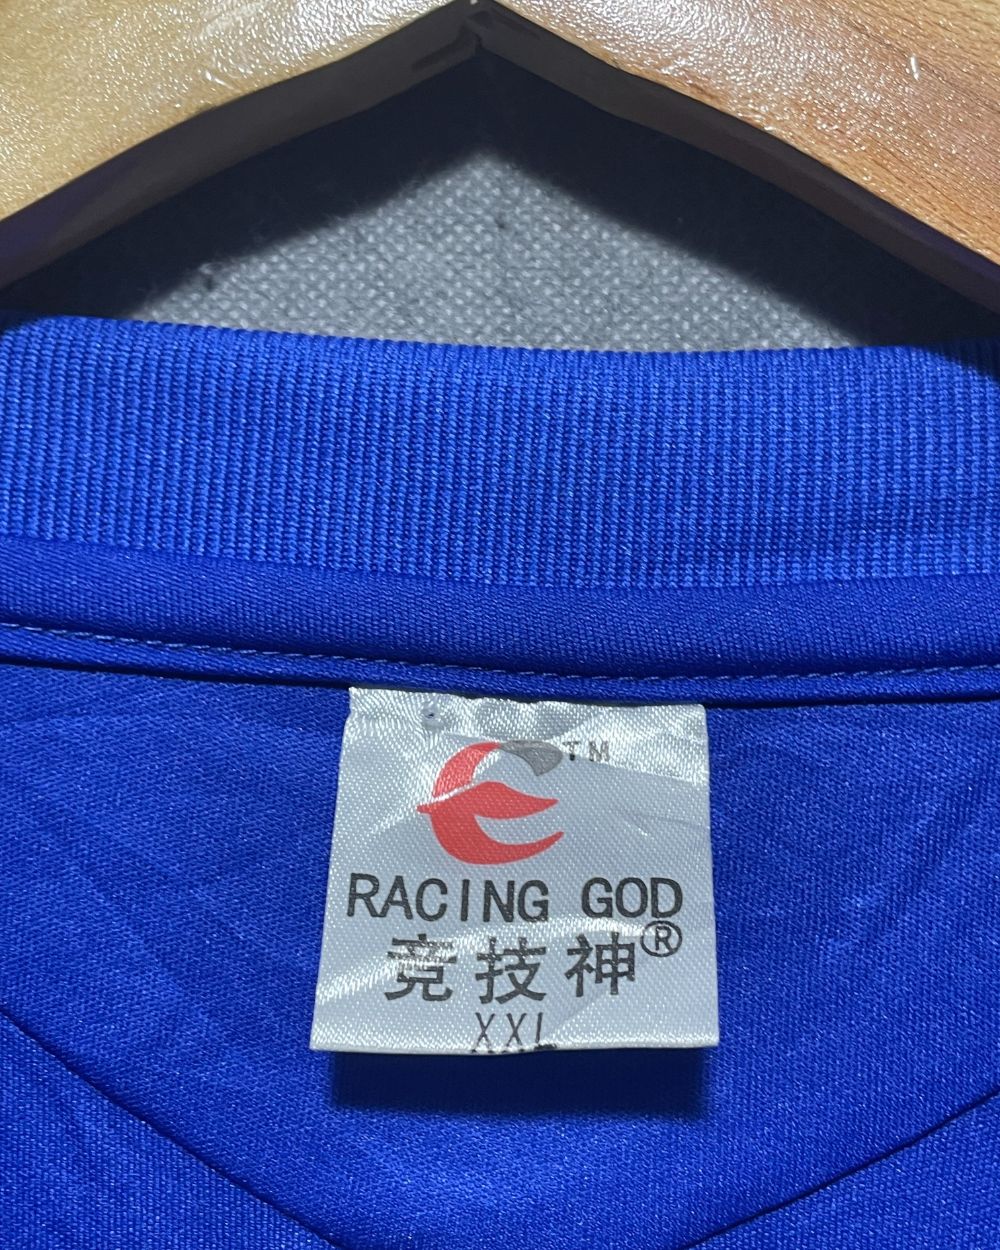 TM
RACING GOD
竞技神®
XXL